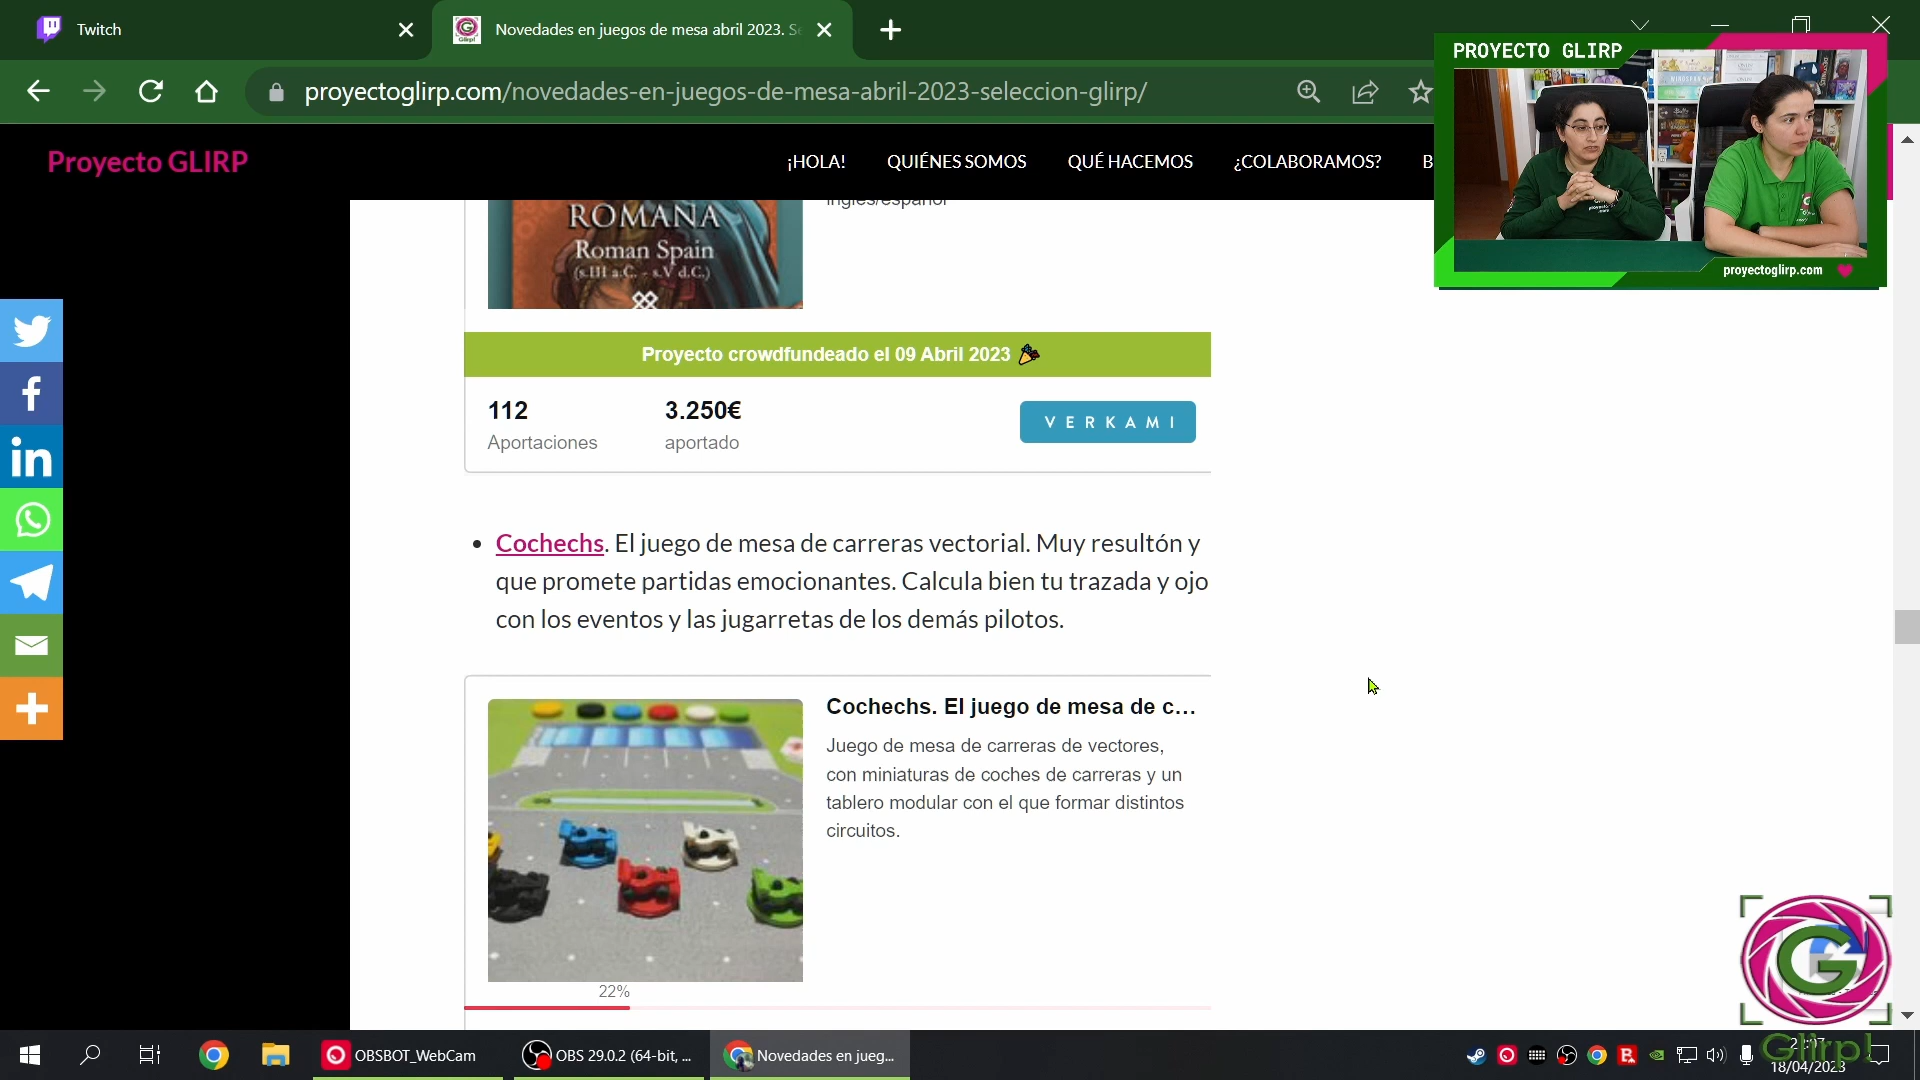 Twitch
Novedades en juegos de mesa abril 2023. Se
PROYECTO GLIRP
proyectoglirp.com/novedades-en-juegos-de-mesa-abril-2023-seleccion-glirp/
Proyecto GLIRP
¡HOLA!
QUIÉNES SOMOS
QUÉ HACEMOS
¿COLABORAMOS?
B
proyectoglirp.com
inglés/español
ROMANA
Roman Spain
(s.III a.C. - s.V d.C.)
Proyecto crowdfundeado el 09 Abril 2023
112
3.250€
Aportaciones
aportado
VERKAMI
Cochechs. El juego de mesa de carreras vectorial. Muy resultón y
que promete partidas emocionantes. Calcula bien tu trazada y ojo
con los eventos y las jugarretas de los demás pilotos.
Cochechs. El juego de mesa de c...
Juego de mesa de carreras de vectores,
con miniaturas de coches de carreras y un
tablero modular con el que formar distintos
circuitos.
22%
G
Glirp!
OBSBOT_WebCam
OBS 29.0.2 (64-bit, ...
Novedades en jueg...
18/04/2023